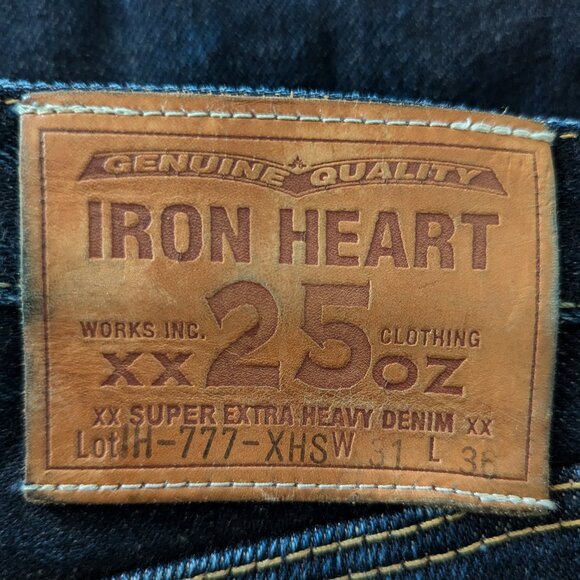 GENUINE QUALITY
IRON HEART
WORKS INC. 25 CLOTHING
XX OZ
XX SUPER EXTRA HEAVY DENIM XX
Lot IH-777-XHS W 31 L 36